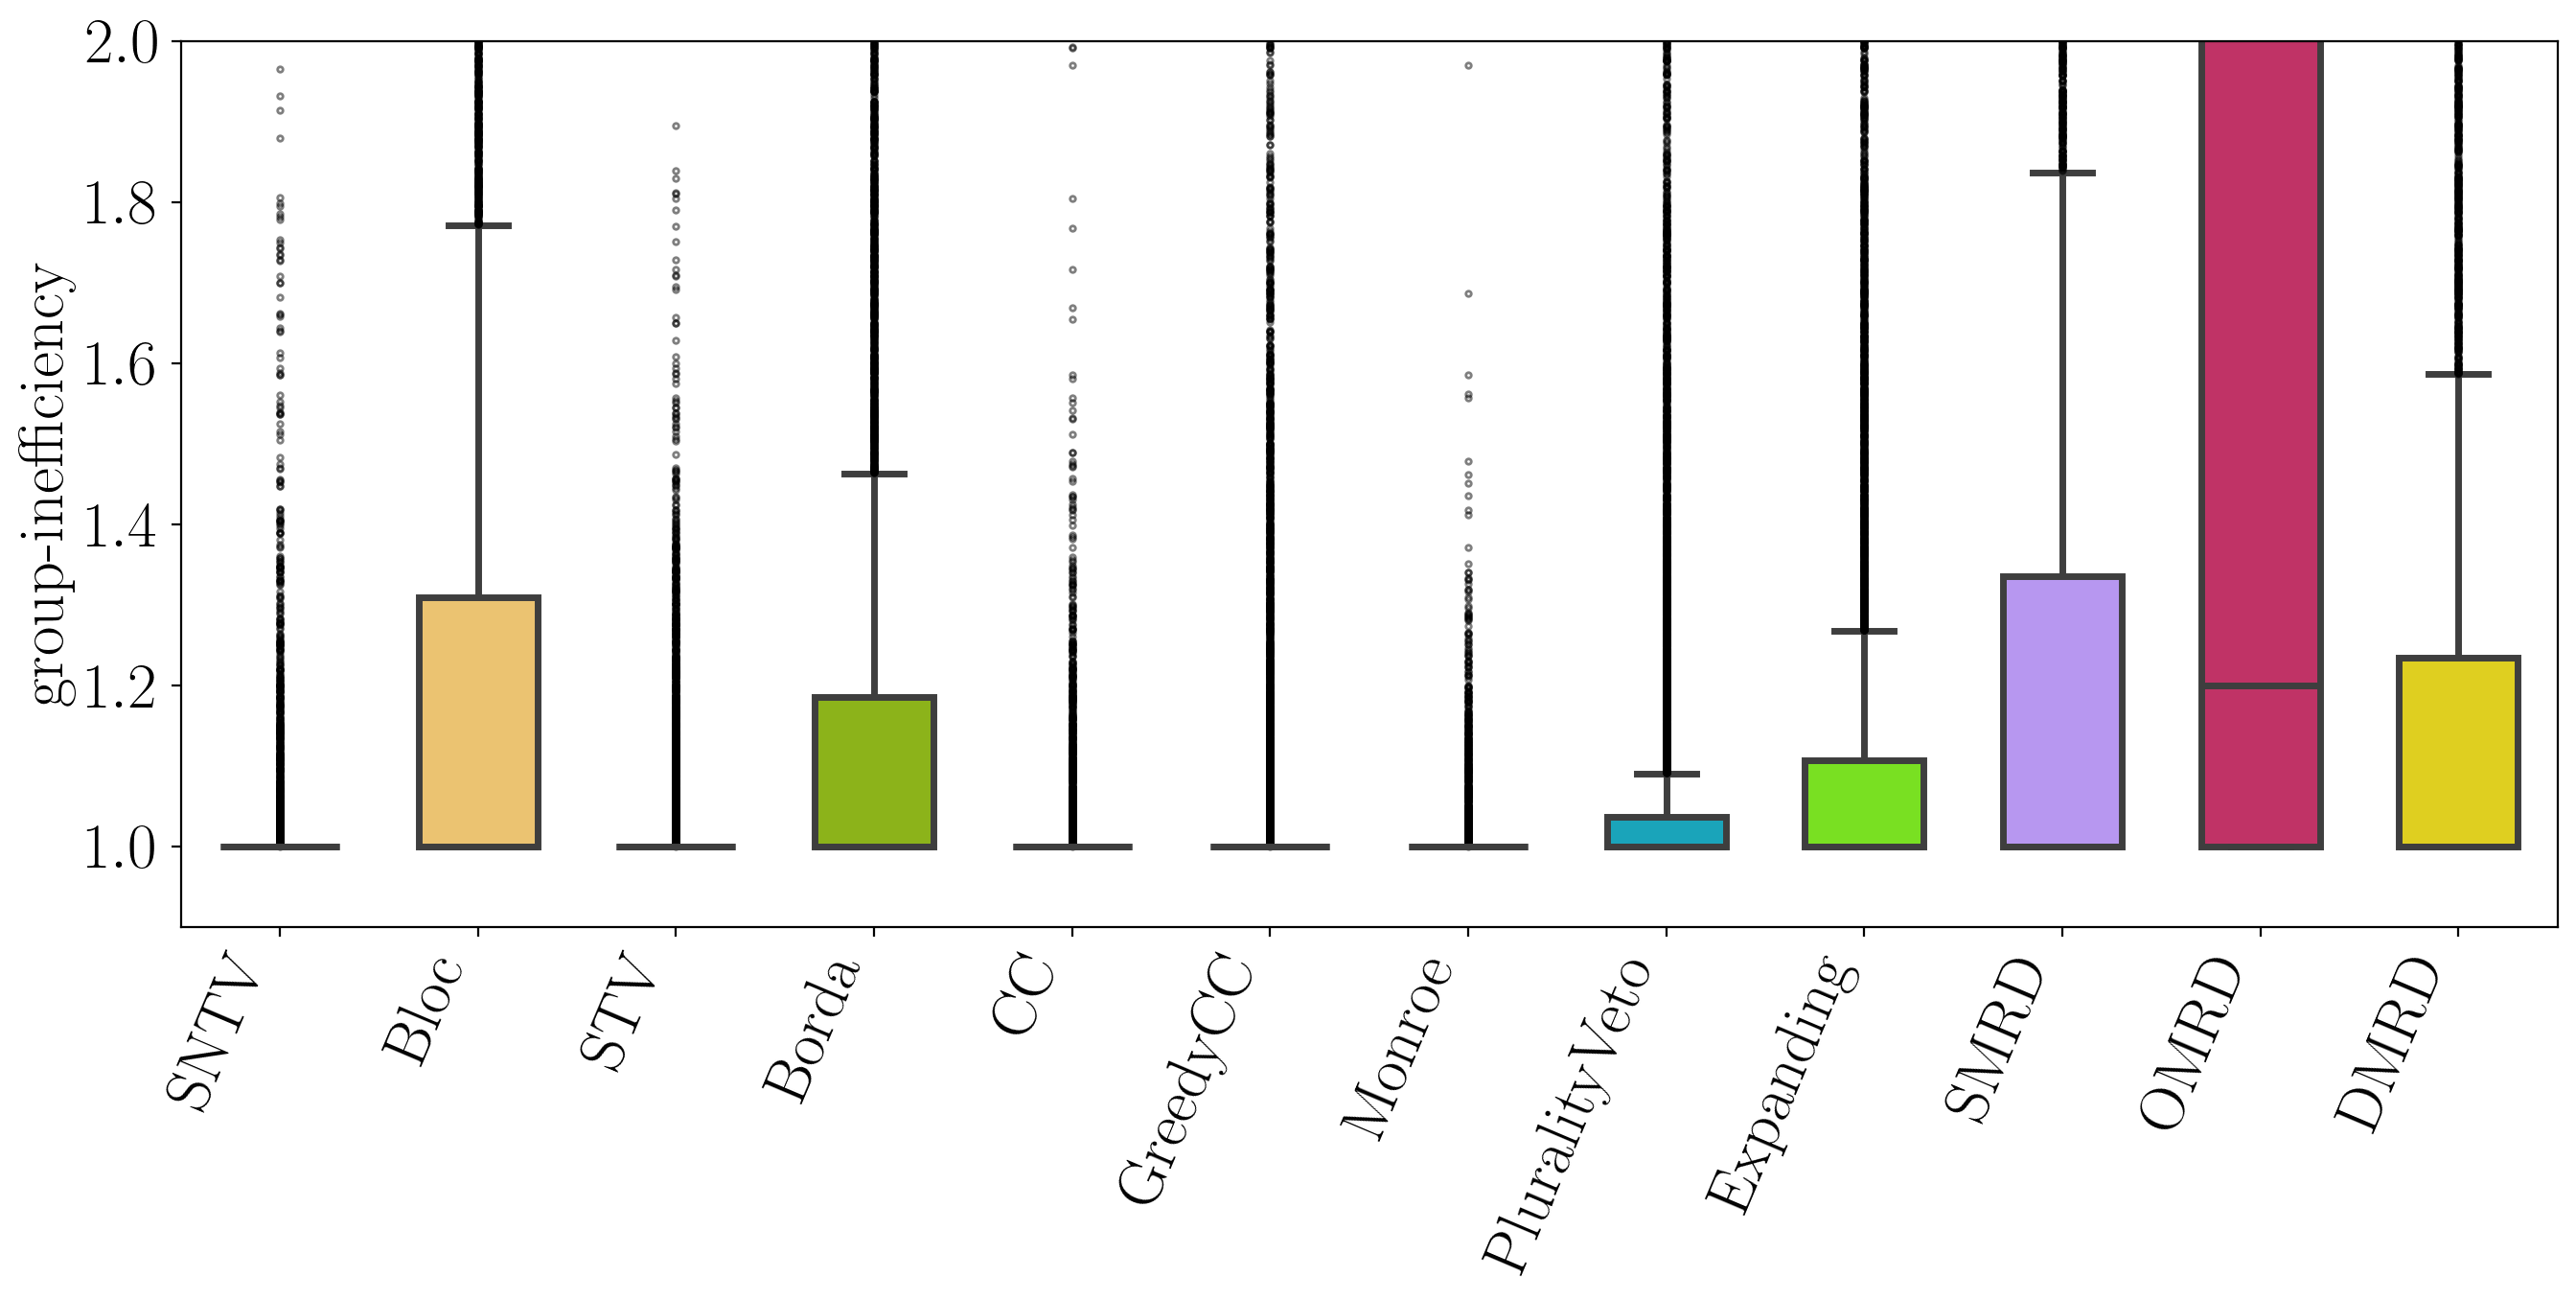 group-inefficiency
2.0
1.8
1.6
1.4
1.2
1.0
SNTV
Bloc
STV
Borda
CC
GreedyCC
Monroe
PluralityVeto
Expanding
SMRD
OMRD
DMRD